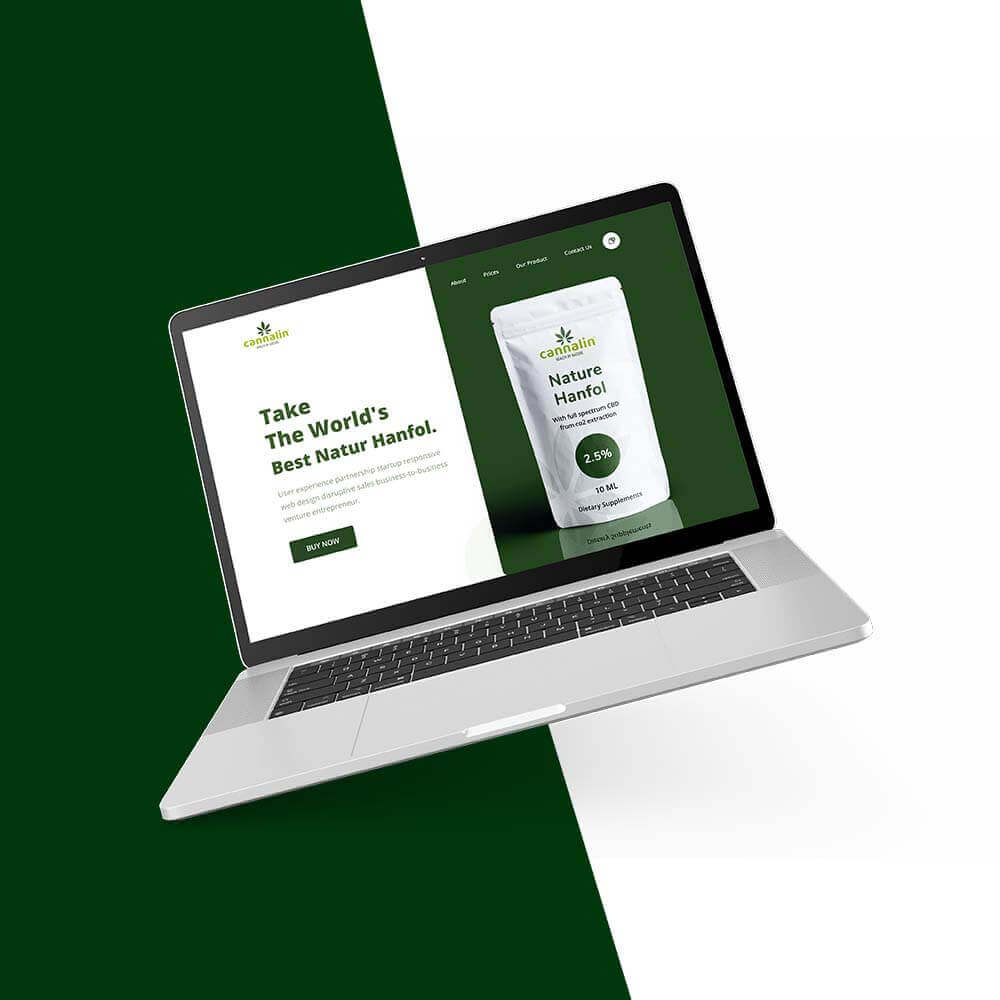 About
Prices
Our Product
Contact Us
cannalin
Take
The World's
Best Natur Hanfol.
User experience partnership startup responsive
web design disruptive sales business-to-business
venture entrepreneur.
BUY NOW
cannalin
Nature
Hanfol
With full spectrum CBD
from co2 extraction
2.5%
10 ML
Dietary Supplements